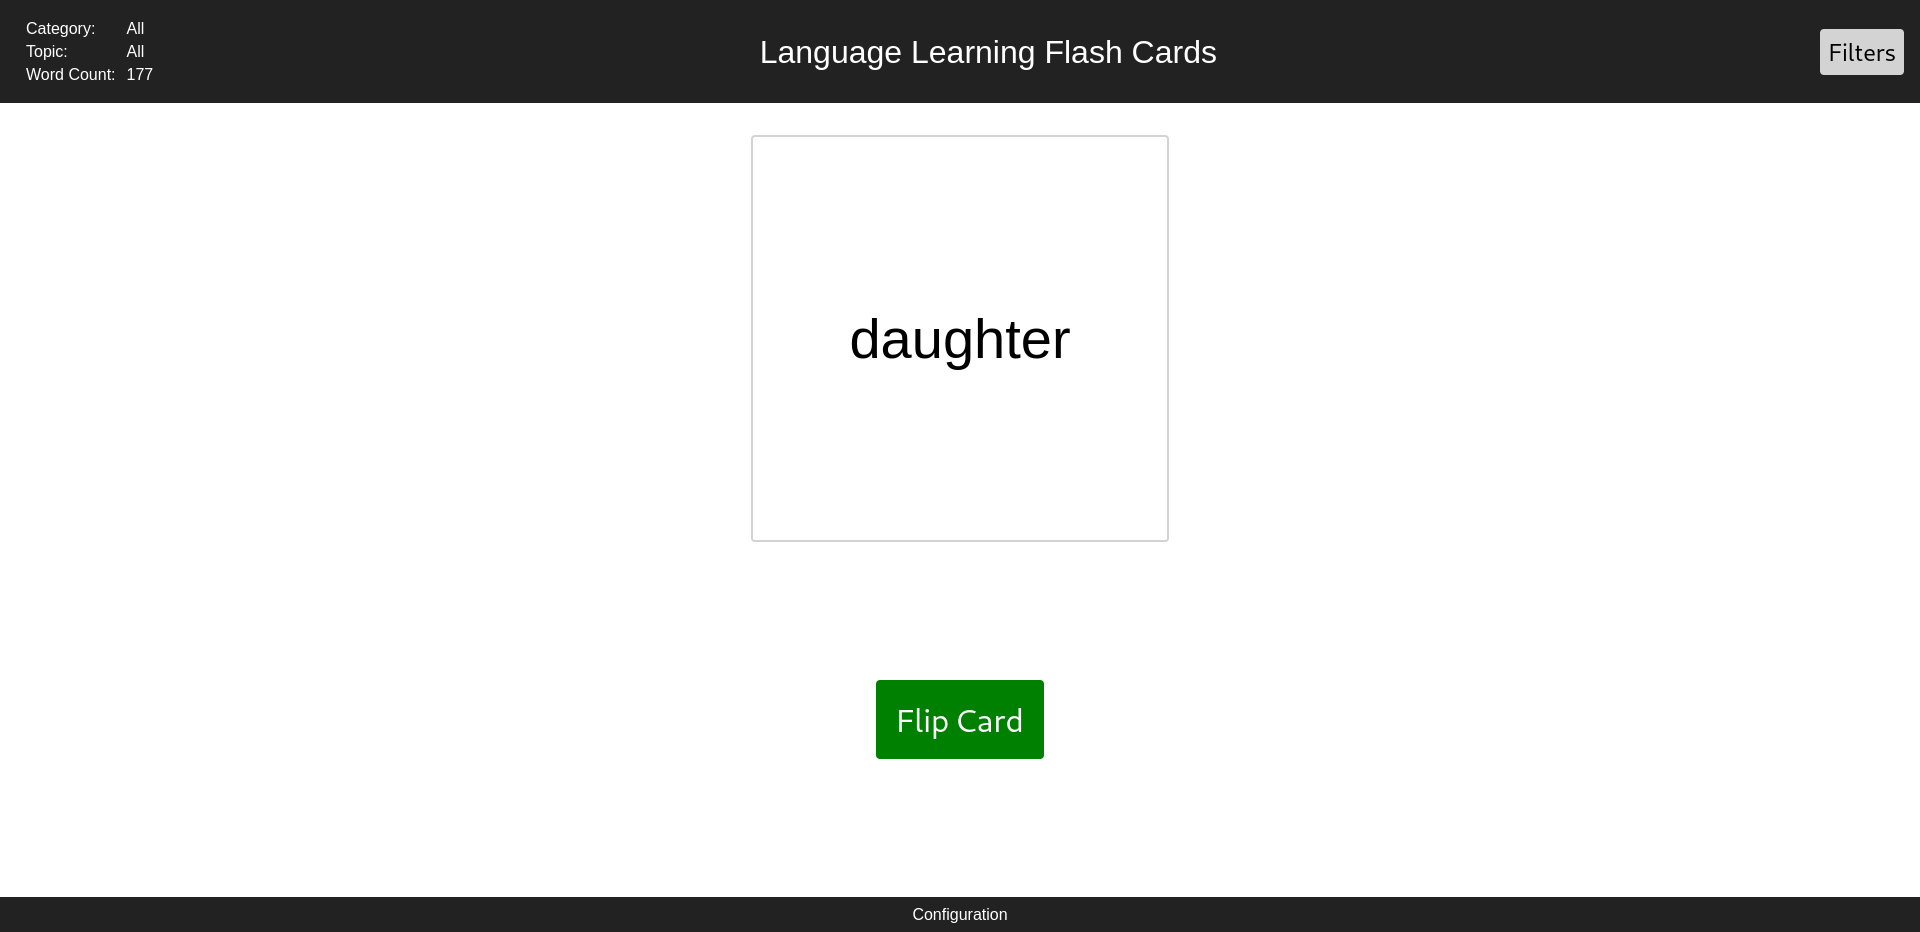 Category: All
Topic: All
Word Count: 177
Language Learning Flash Cards
Filters
daughter
Flip Card
Configuration